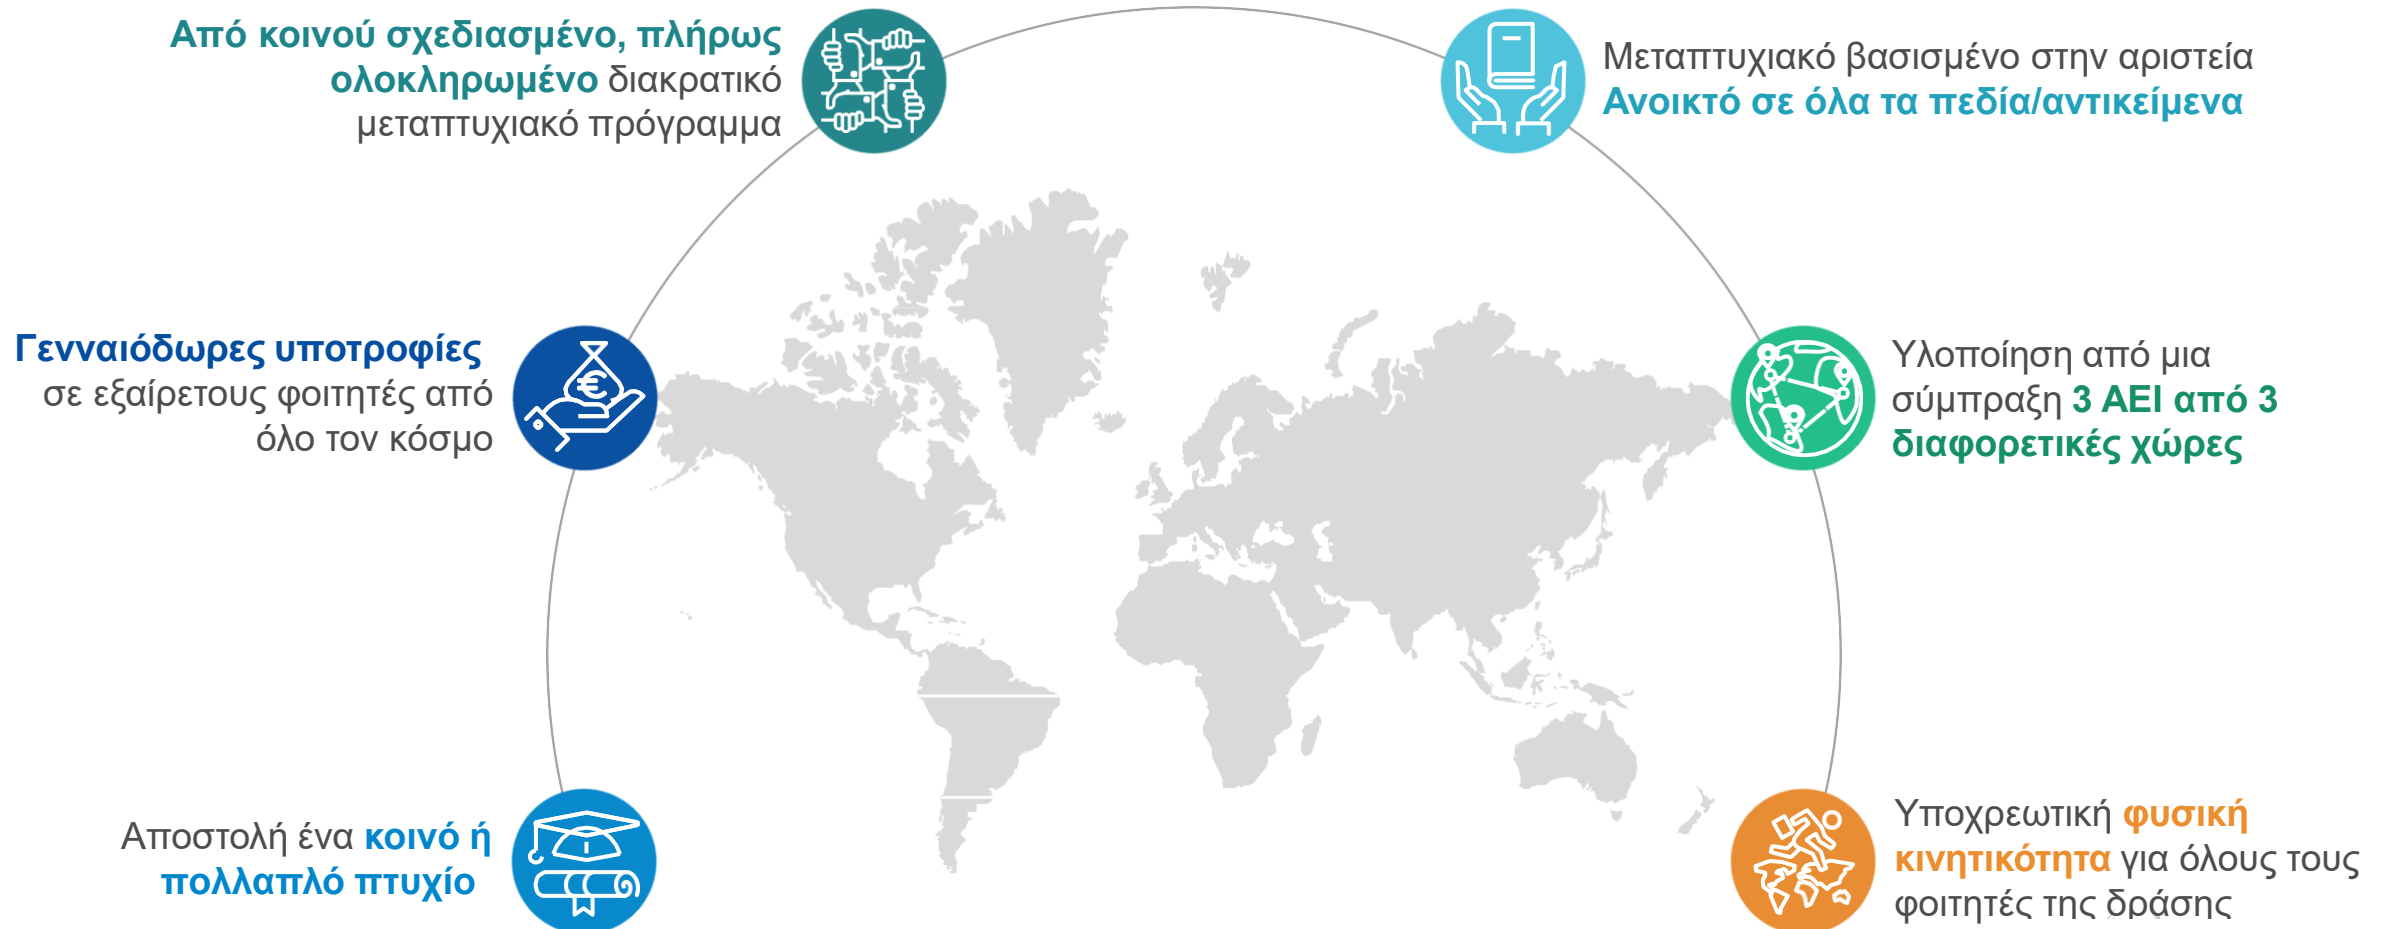 Από κοινού σχεδιασμένο, πλήρως
ολοκληρωμένο διακρατικό
μεταπτυχιακό πρόγραμμα
Μεταπτυχιακό βασισμένο στην αριστεία
Ανοικτό σε όλα τα πεδία/αντικείμενα
Γενναιόδωρες υποτροφίες
σε εξαίρετους φοιτητές από
όλο τον κόσμο
Υλοποίηση από μια
σύμπραξη 3 ΑΕΙ από 3
διαφορετικές χώρες
Αποστολή ένα κοινό ή
πολλαπλό πτυχίο
Υποχρεωτική φυσική
κινητικότητα για όλους τους
φοιτητές της δράσης
€